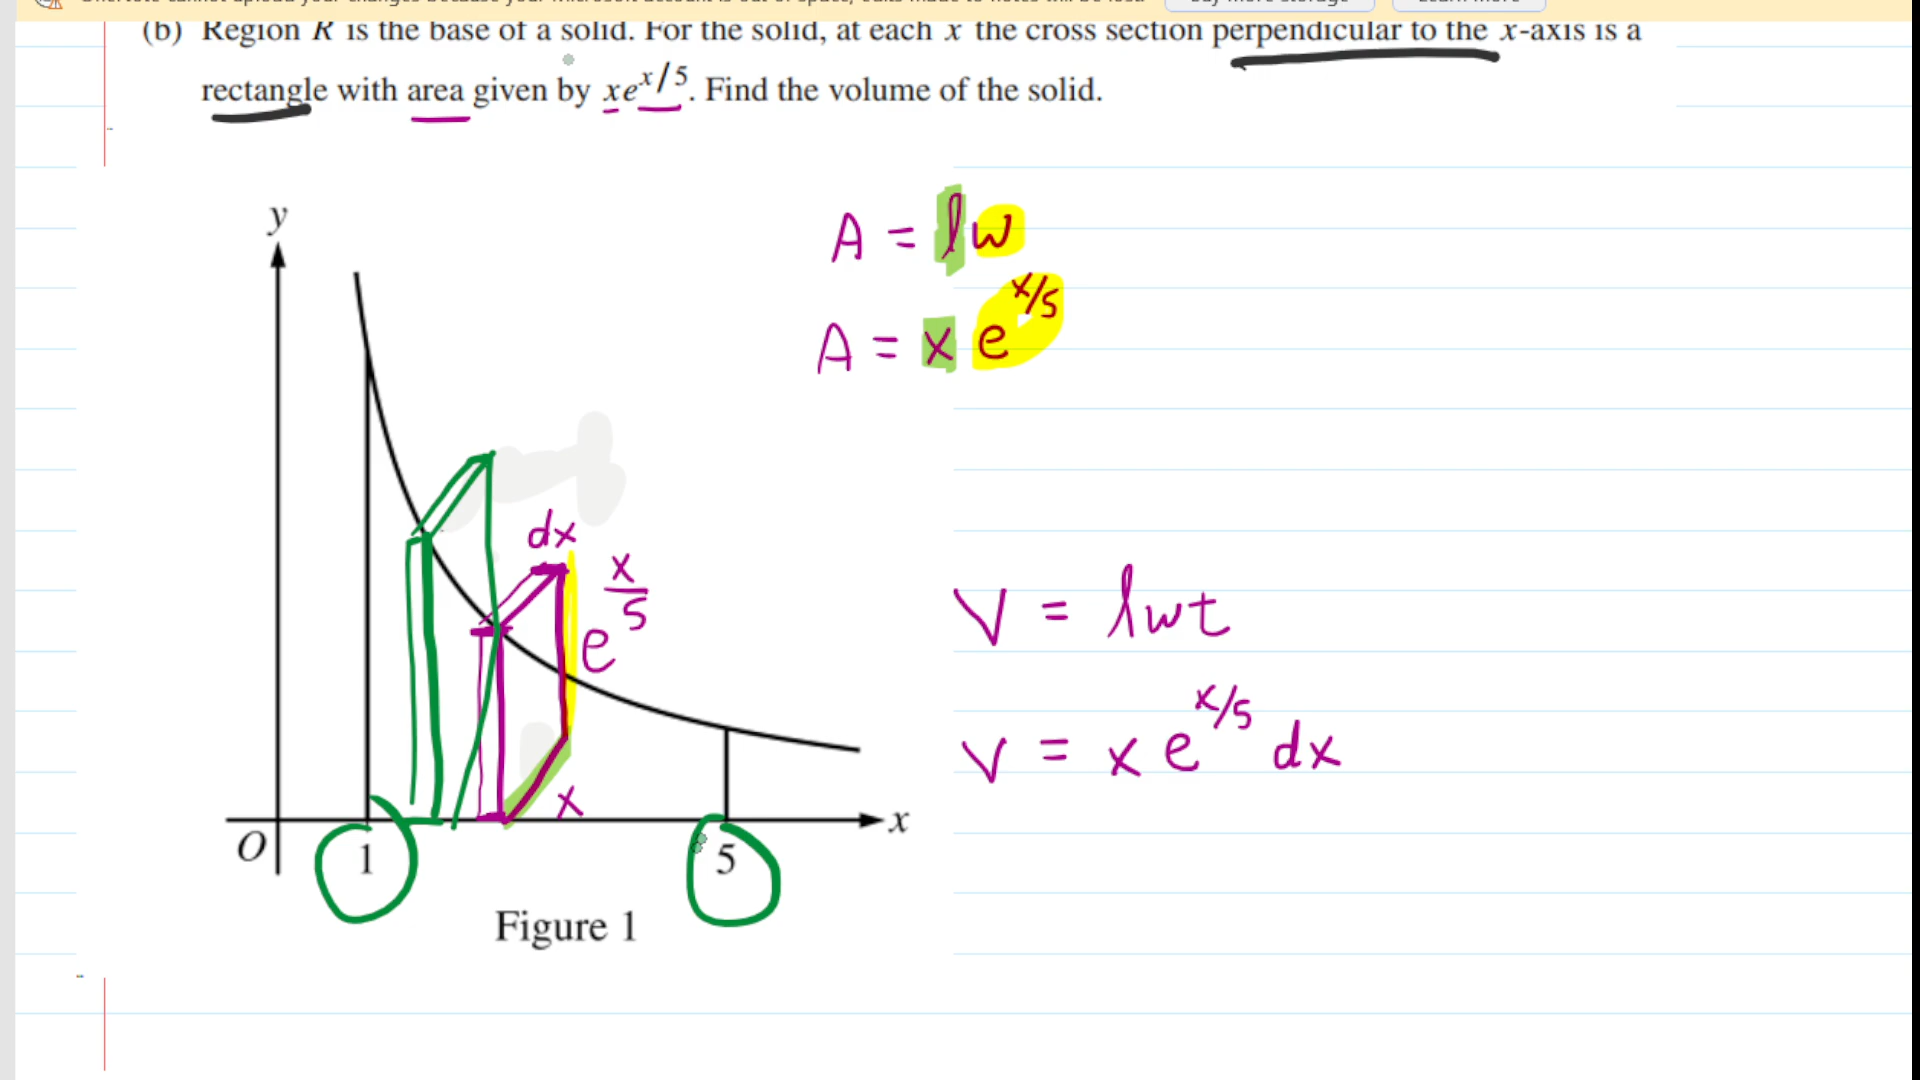 (b) Region R is the base of a solid. For the solid, at each x the cross section perpendicular to the x-axis is a
rectangle with area given by xe^{x/5}. Find the volume of the solid.
y
A = lw
A = x e^{x/5}
dx
x/5
e
V = lwt
V = x e^{x/5} dx
x
x
O
1
5
Figure 1